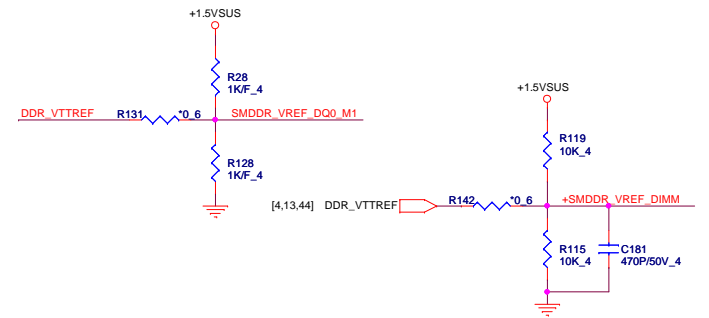 +1.5VSUS
R28
1K/F_4
DDR_VTTREF R131 *0_6 SMDDR_VREF_DQ0_M1
R128
1K/F_4
+1.5VSUS
R119
10K_4
[4,13,44] DDR_VTTREF R142 *0_6 +SMDDR_VREF_DIMM
R115
10K_4
C181
470P/50V_4